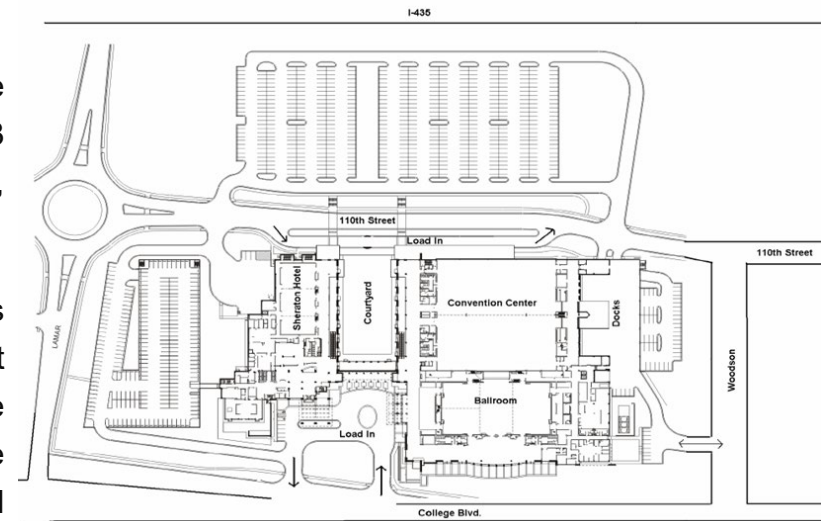 I-435
e
3
,
s
t
e
e
d
110th Street
Load In
110th Street
LAMAR
Sheraton Hotel
Courtyard
Convention Center
Docks
Woodson
Ballroom
Load In
College Blvd.